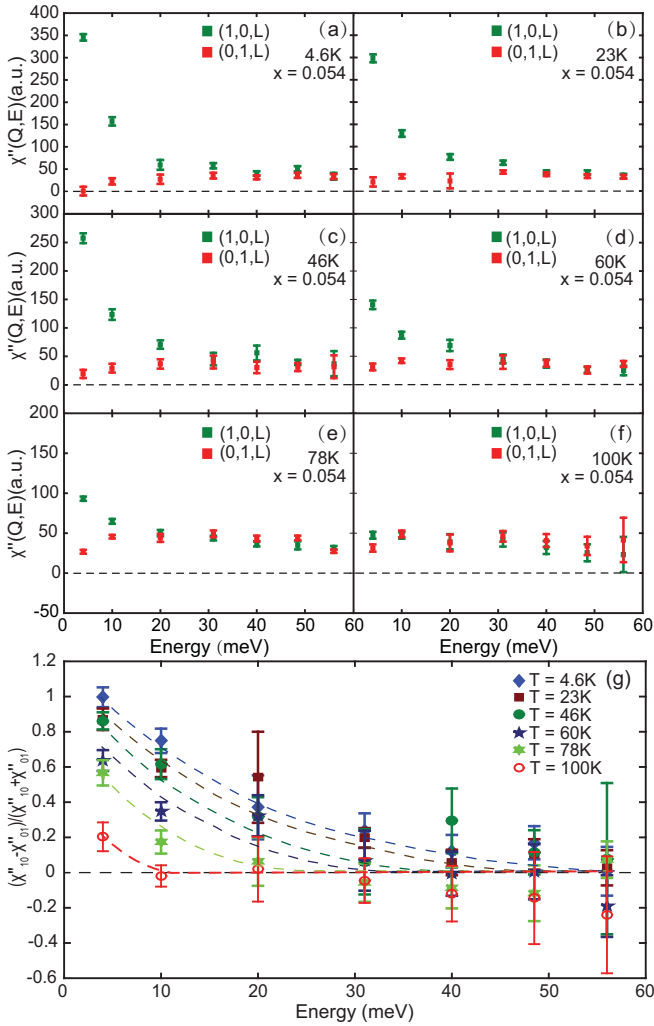 400
350
300
250
200
150
100
50
0
χ"(Q,E)(a.u.)
(1,0,L)
(0,1,L)
(a)
4.6K
x = 0.054
(1,0,L)
(0,1,L)
(b)
23K
x = 0.054
300
250
200
150
100
50
0
χ"(Q,E)(a.u.)
(1,0,L)
(0,1,L)
(c)
46K
x = 0.054
(1,0,L)
(0,1,L)
(d)
60K
x = 0.054
200
100
50
0
-50
χ"(Q,E)(a.u.)
(1,0,L)
(0,1,L)
(e)
78K
x = 0.054
(1,0,L)
(0,1,L)
(f)
100K
x = 0.054
0 10 20 30 40 50 60 0 10 20 30 40 50 60
Energy (meV) Energy (meV)
1.2
1
0.8
0.6
0.4
0.2
0
-0.2
-0.4
-0.6
(χ"10-χ"01)/(χ"10+χ"01)
(g)
T = 4.6K
T = 23K
T = 46K
T = 60K
T = 78K
T = 100K
0 10 20 30 40 50 60
Energy (meV)